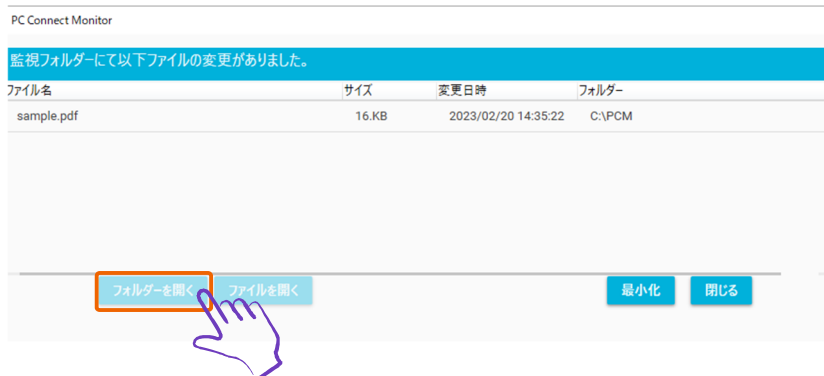 PC Connect Monitor
監視フォルダーにて以下ファイルの変更がありました。
ファイル名 サイズ 変更日時 フォルダー
sample.pdf 16.KB 2023/02/20 14:35:22 C:\PCM
フォルダーを開く ファイルを開く 最小化 閉じる